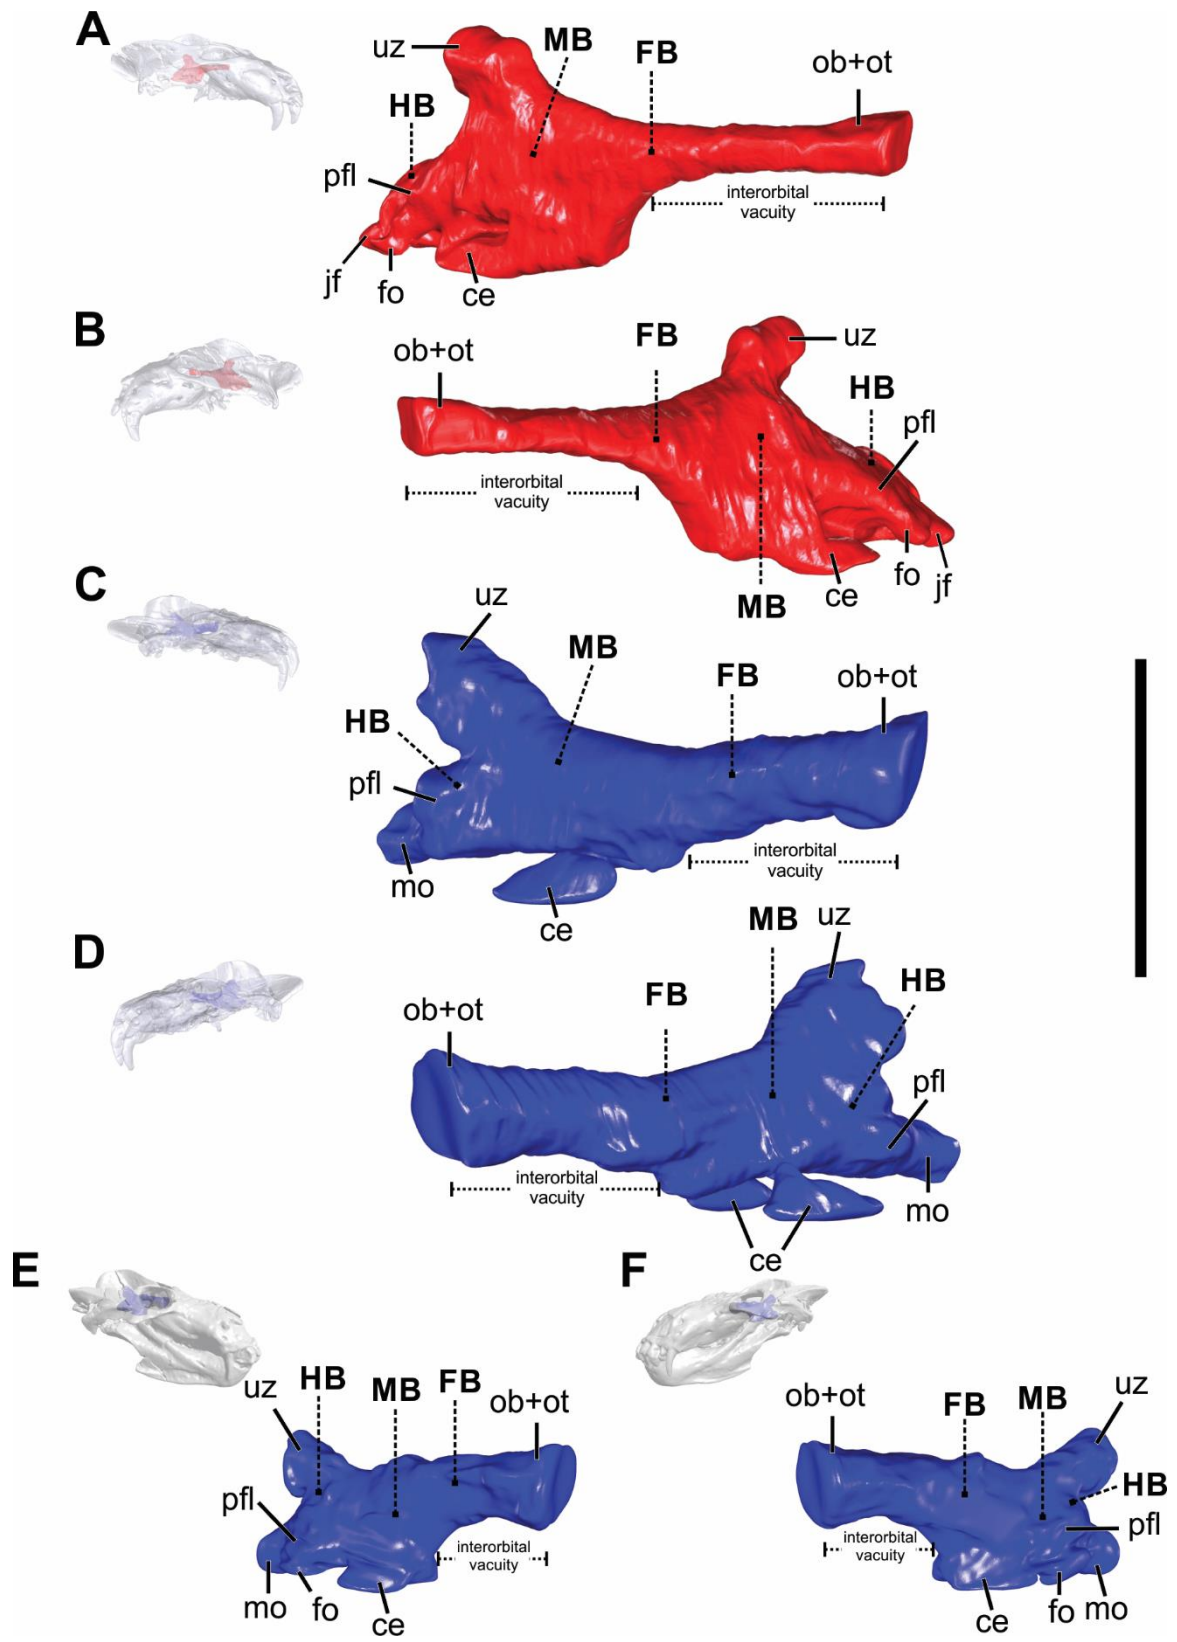 A
uz
MB
FB
ob+ot
HB
pfl
interorbital
vacuity
jf
fo
ce
B
ob+ot
FB
uz
HB
pfl
interorbital
vacuity
MB
ce
fo
jf
C
uz
MB
FB
ob+ot
HB
pfl
interorbital
vacuity
mo
ce
D
MB
uz
FB
HB
ob+ot
pfl
interorbital
vacuity
mo
ce
E
uz
HB
MB
FB
ob+ot
pfl
interorbital
vacuity
mo
fo
ce
F
ob+ot
FB
MB
uz
HB
pfl
interorbital
vacuity
ce
fo
mo